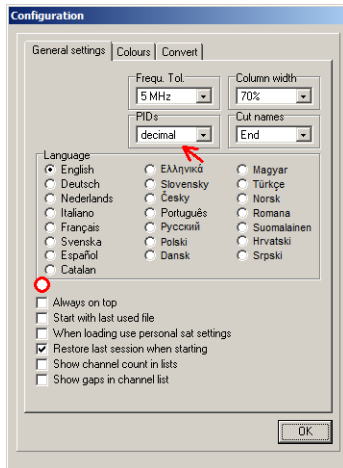 Configuration
General settings Colours Convert
Frequ. Tol. Column width
5 MHz 70%
PIDs Cut names
decimal End
Language
English Ελληνικά Magyar
Deutsch Slovensky Türkçe
Nederlands Česky Norsk
Italiano Português Romana
Français Русский Suomalainen
Svenska Polski Hrvatski
Español Dansk Srpski
Catalan
Always on top
Start with last used file
When loading use personal sat settings
Restore last session when starting
Show channel count in lists
Show gaps in channel list
OK